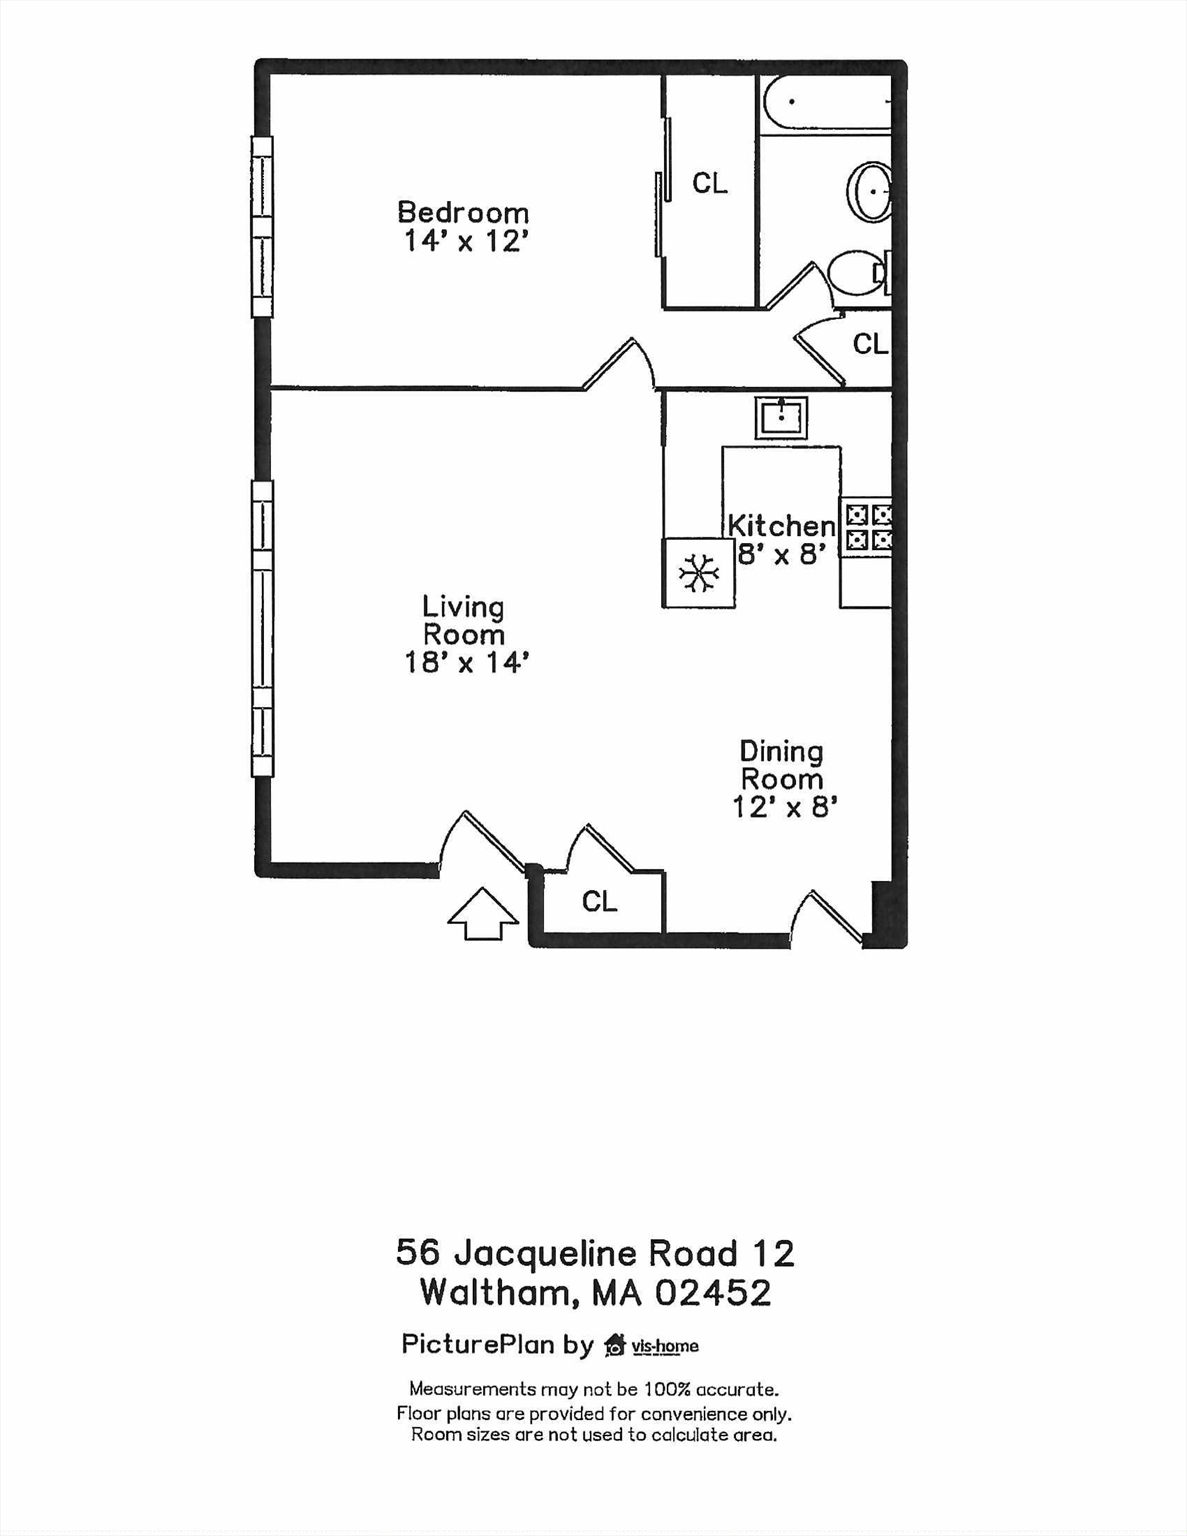 CL
Bedroom
14' x 12'
CL
Kitchen
8' x 8'
Living
Room
18' x 14'
Dining
Room
12' x 8'
CL
56 Jacqueline Road 12
Waltham, MA 02452
PicturePlan by vis-home
Measurements may not be 100% accurate.
Floor plans are provided for convenience only.
Room sizes are not used to calculate area.